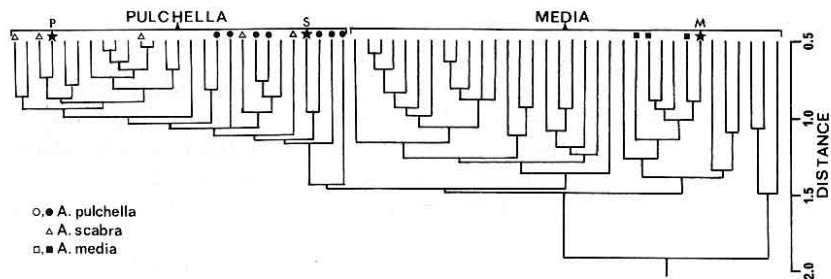 PULCHELLA MEDIA
P S M
0.5
1.0
DISTANCE
1.5
2.0
○,● A. pulchella
△ A. scabra
□,■ A. media